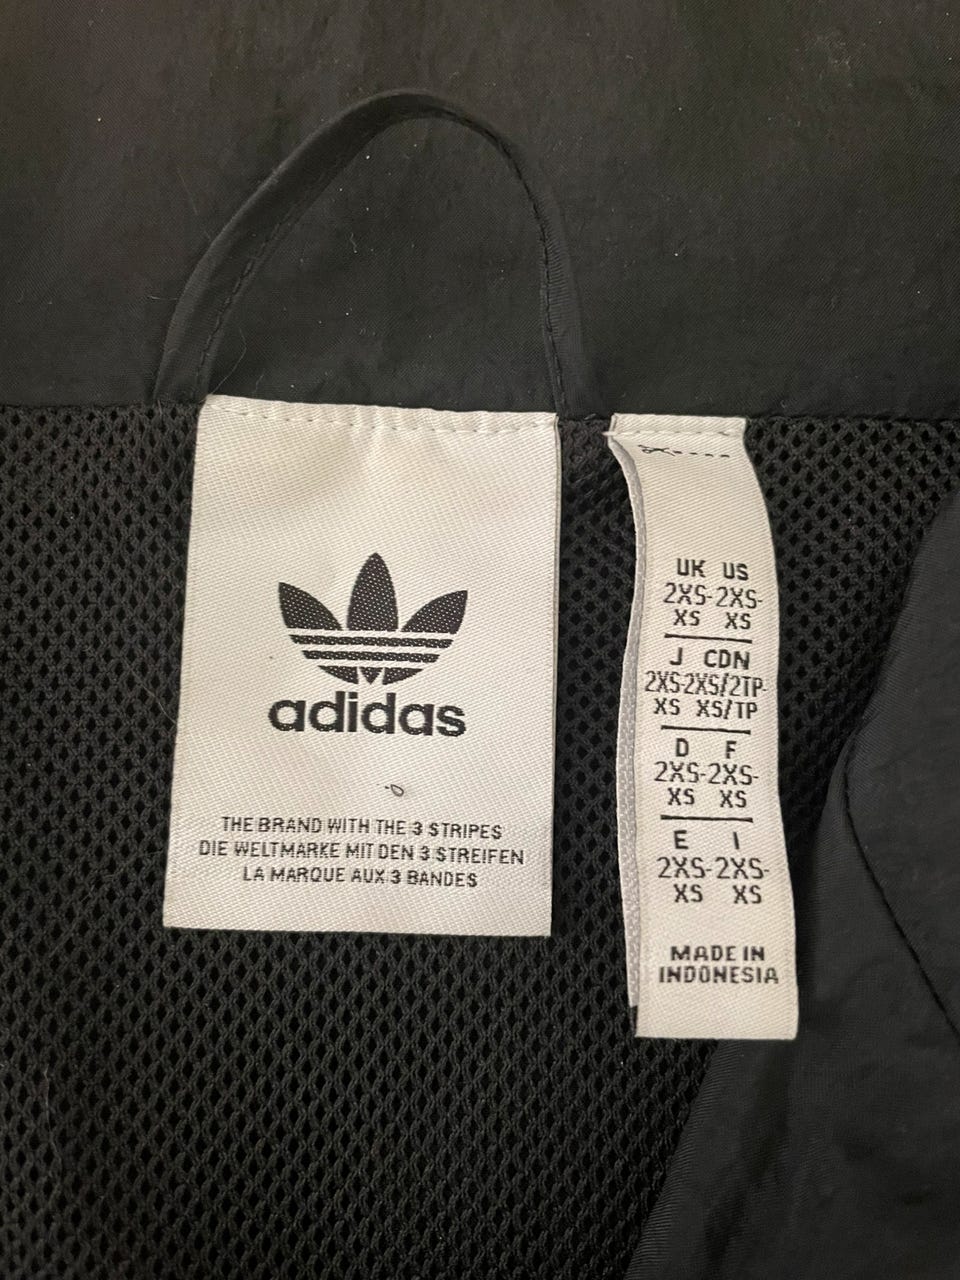 adidas
THE BRAND WITH THE 3 STRIPES
DIE WELTMARKE MIT DEN 3 STREIFEN
LA MARQUE AUX 3 BANDES
UK US
2XS- 2XS-
XS XS
J CDN
2XS-2XS/2TP-
XS XS/TP
D F
2XS-2XS-
XS XS
E I
2XS-2XS-
XS XS
MADE IN
INDONESIA